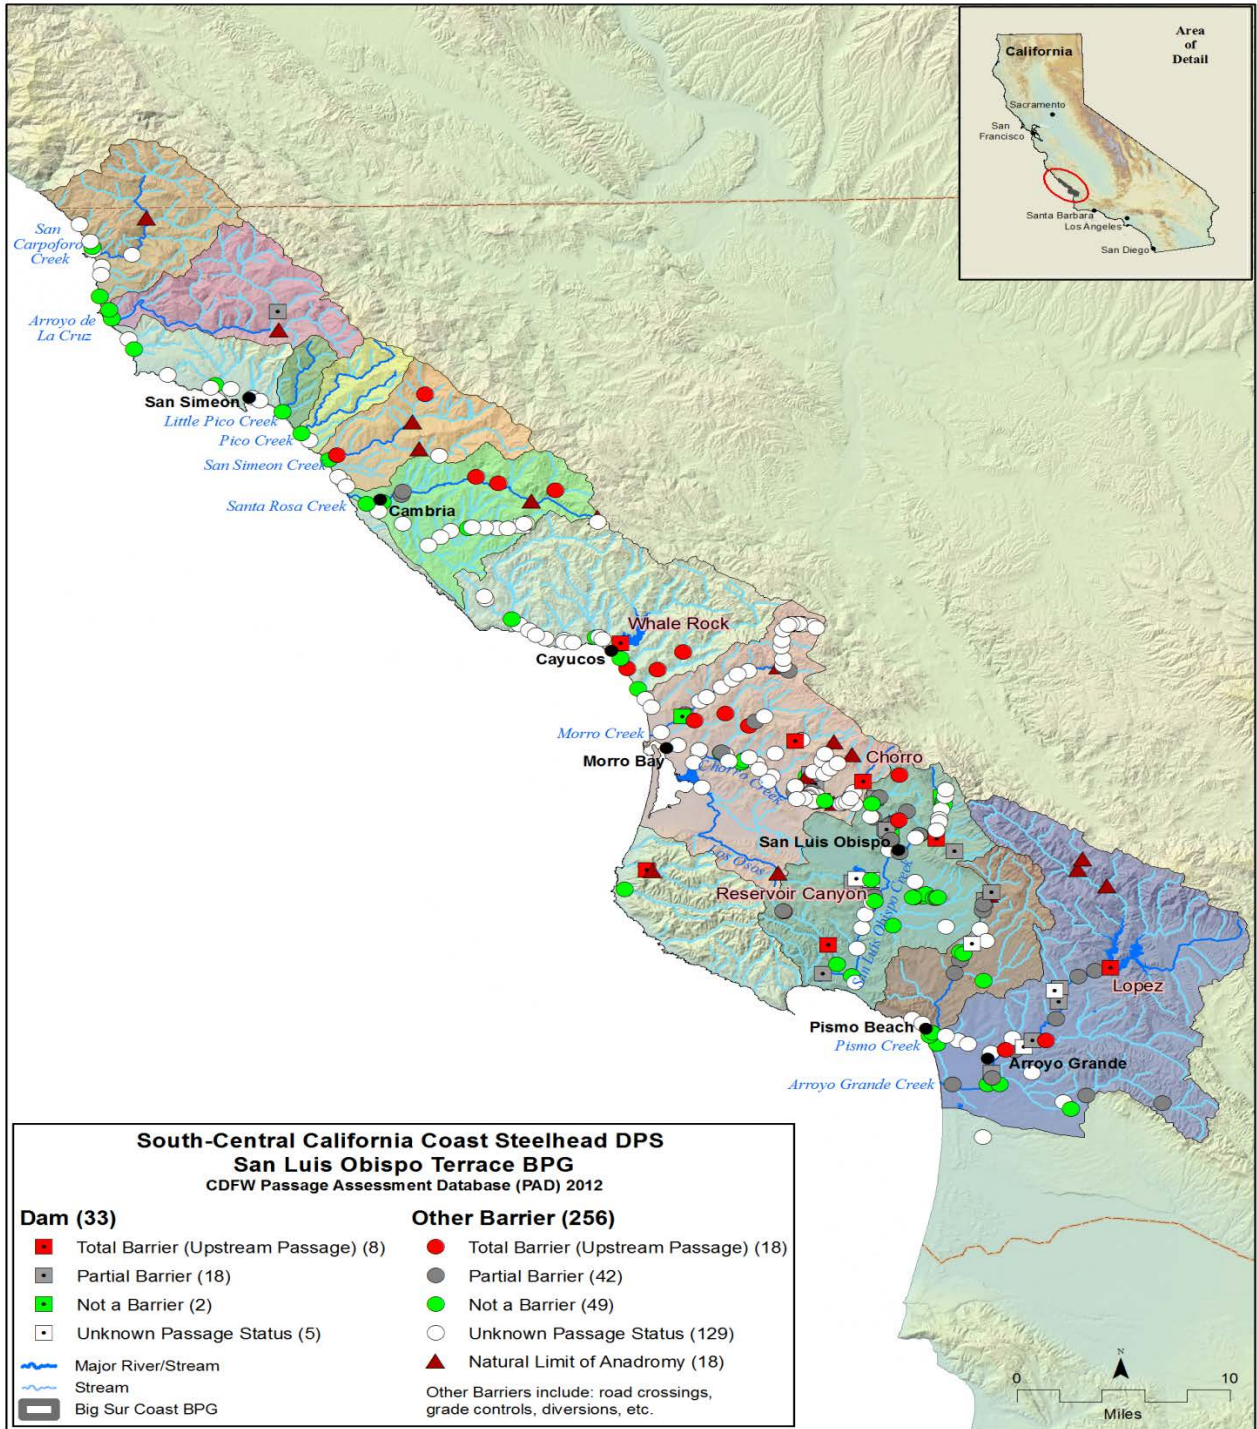 Area
of
Detail
California
Sacramento
San
Francisco
Santa Barbara
Los Angeles
San Diego
San
Carpoforo
Creek
Arroyo de
La Cruz
San Simeon
Little Pico Creek
Pico Creek
San Simeon Creek
Santa Rosa Creek
Cambria
Whale Rock
Cayucos
Morro Creek
Morro Bay
Chorro Creek
Chorro
San Luis Obispo
Los Osos
Reservoir Canyon
San Luis Obispo Creek
Lopez
Pismo Beach
Pismo Creek
Arroyo Grande
Arroyo Grande Creek
South-Central California Coast Steelhead DPS
San Luis Obispo Terrace BPG
CDFW Passage Assessment Database (PAD) 2012
Dam (33)
Total Barrier (Upstream Passage) (8)
Partial Barrier (18)
Not a Barrier (2)
Unknown Passage Status (5)
Major River/Stream
Stream
Big Sur Coast BPG
Other Barrier (256)
Total Barrier (Upstream Passage) (18)
Partial Barrier (42)
Not a Barrier (49)
Unknown Passage Status (129)
Natural Limit of Anadromy (18)
Other Barriers include: road crossings,
grade controls, diversions, etc.
N
0 10
Miles